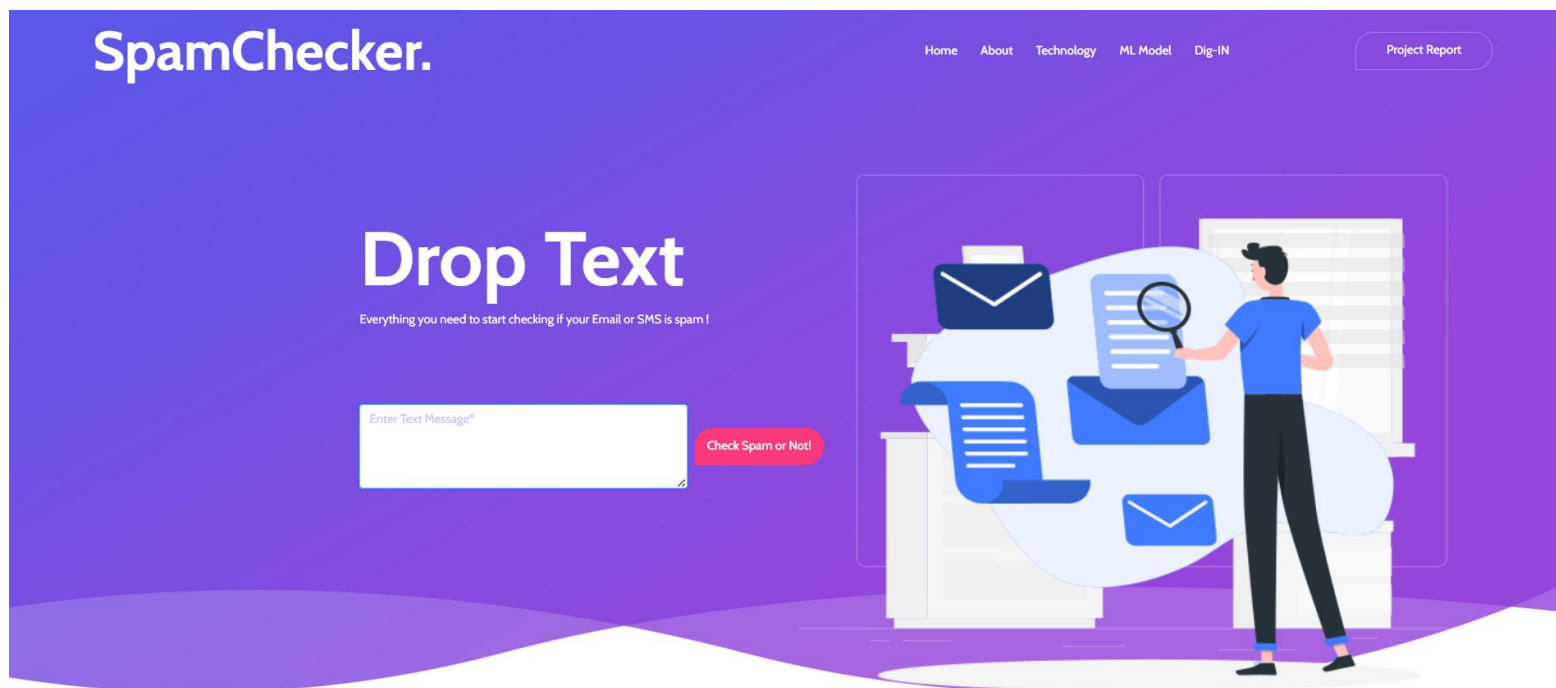 SpamChecker.
Home About Technology ML Model Dig-IN Project Report
Drop Text
Everything you need to start checking if your Email or SMS is spam !
Enter Text Message*
Check Spam or Not!